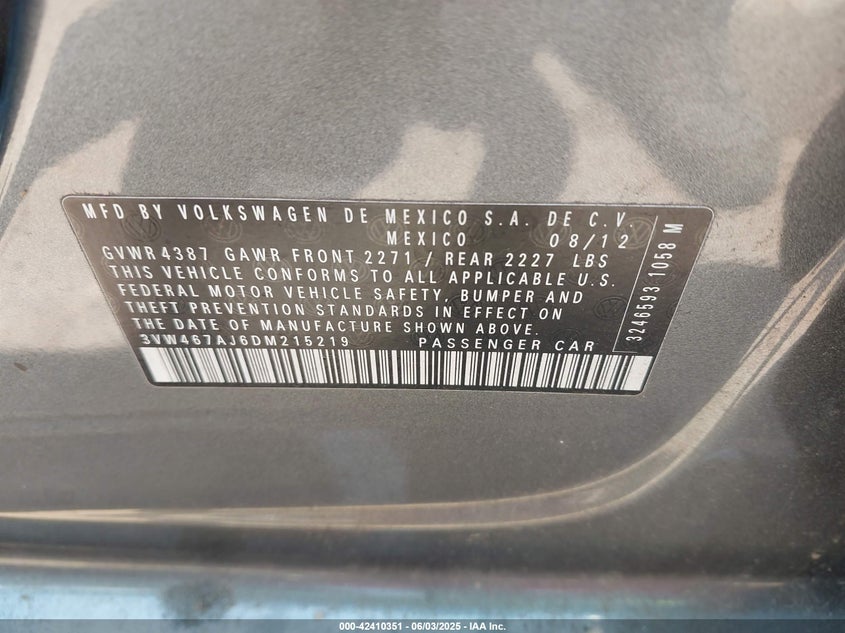 MFD BY VOLKSWAGEN DE MEXICO S.A. DE C.V.
MEXICO 08/12
GVWR4387 GAWR FRONT 2271 / REAR 2227 LBS
THIS VEHICLE CONFORMS TO ALL APPLICABLE U.S.
FEDERAL MOTOR VEHICLE SAFETY, BUMPER AND
THEFT PREVENTION STANDARDS IN EFFECT ON
THE DATE OF MANUFACTURE SHOWN ABOVE.
3VW467AJ6DM215219 PASSENGER CAR
3246593 1058 M
000-42410351 | 06/03/2025 | IAA Inc.